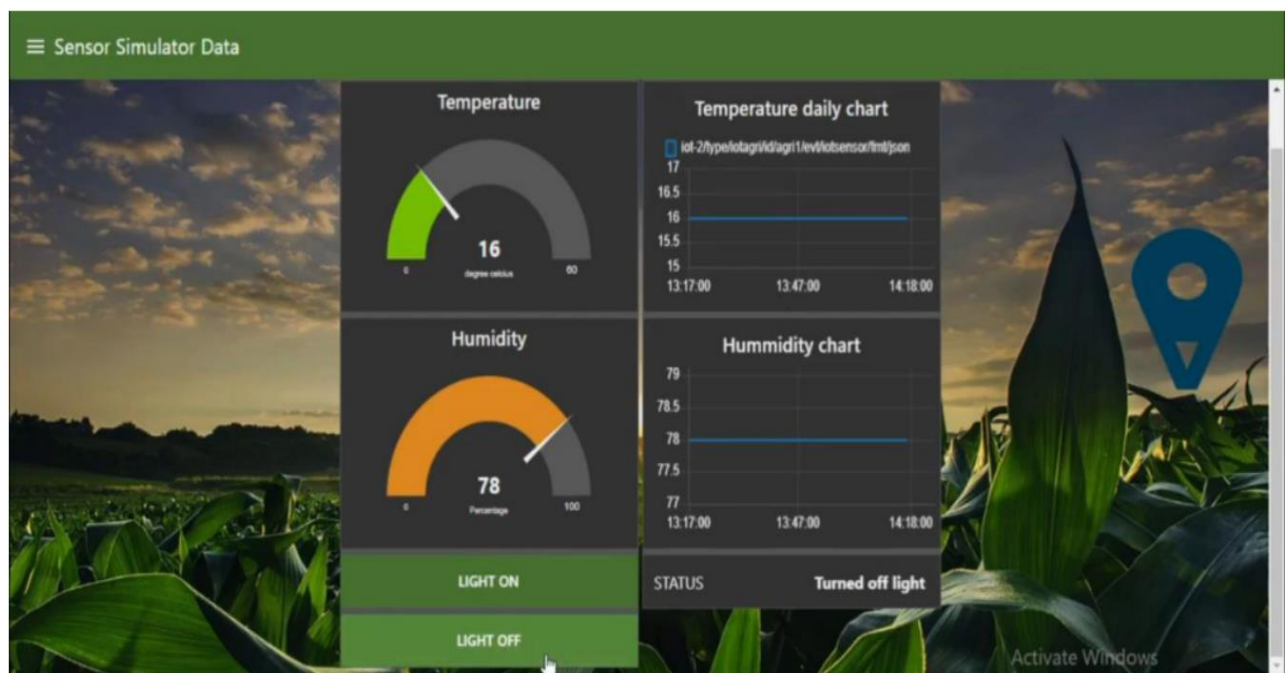 Sensor Simulator Data
Temperature
16
degree celsius
0
60
Humidity
78
Percentage
0
100
LIGHT ON
LIGHT OFF
Temperature daily chart
iot-2/type/iotagri/id/agri1/evt/iotsensor/fmt/json
17
16.5
16
15.5
15
13:17:00 13:47:00 14:18:00
Hummidity chart
79
78.5
78
77.5
77
13:17:00 13:47:00 14:18:00
STATUS Turned off light
Activate Windows